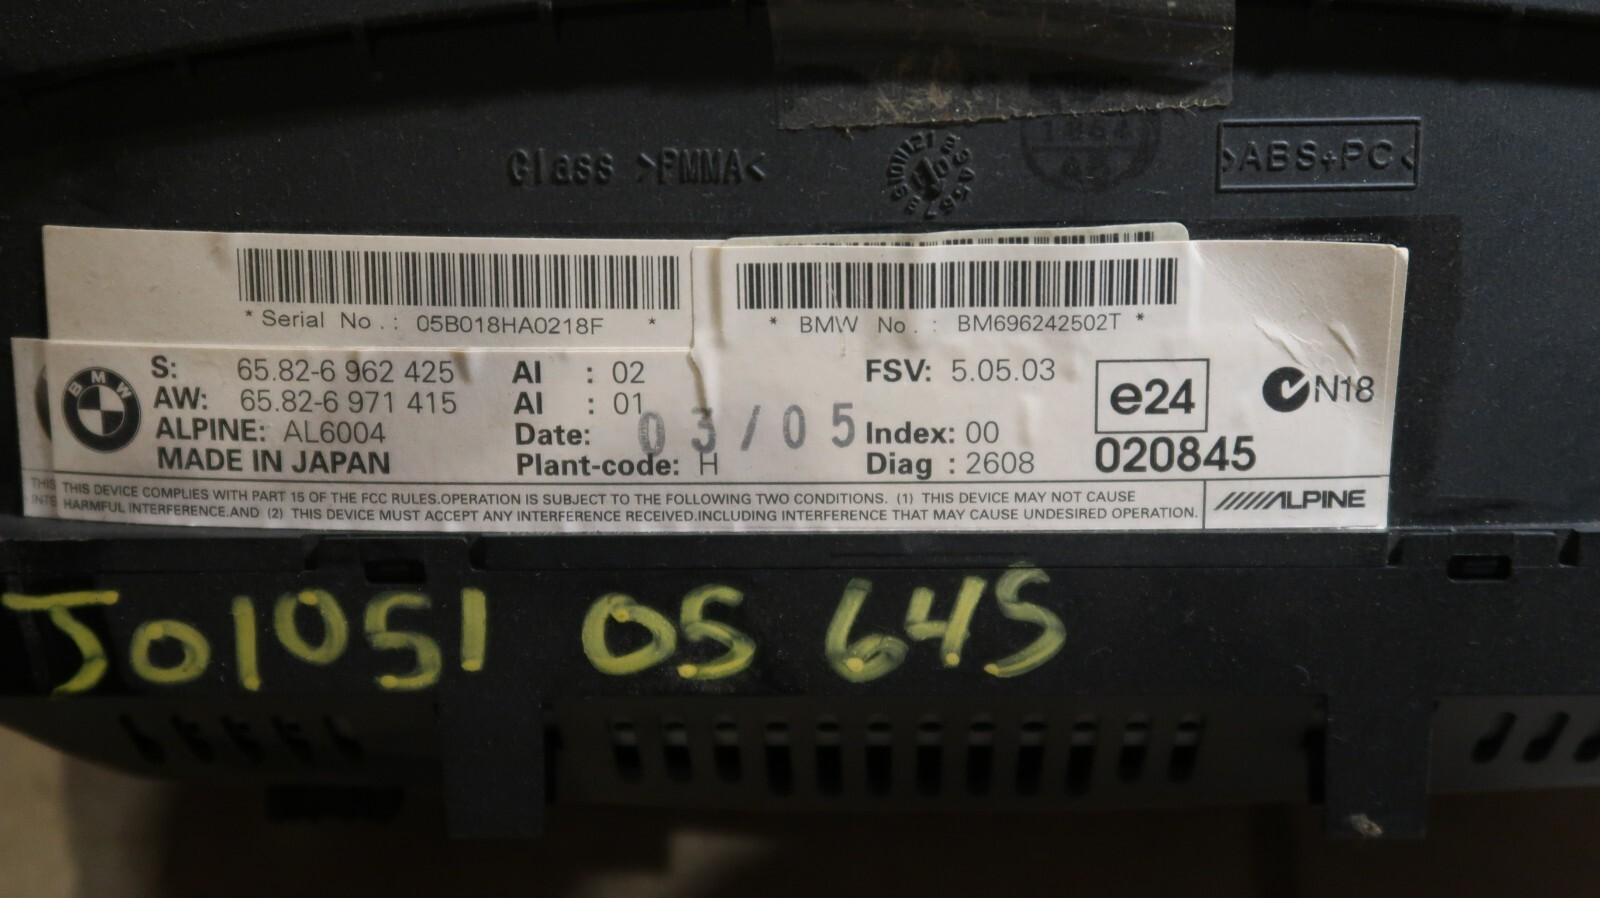 Glass >PMMA<
>ABS+PC<
* Serial No.: 05B018HA0218F *
* BMW No.: BM696242502T *
BMW
S: 65.82-6 962 425 AI : 02 FSV: 5.05.03
AW: 65.82-6 971 415 AI : 01
ALPINE: AL6004 Date: 03/05 Index: 00
MADE IN JAPAN Plant-code: H Diag : 2608
e24
020845
N18
THIS THIS DEVICE COMPLIES WITH PART 15 OF THE FCC RULES.OPERATION IS SUBJECT TO THE FOLLOWING TWO CONDITIONS. (1) THIS DEVICE MAY NOT CAUSE
INTE HARMFUL INTERFERENCE.AND (2) THIS DEVICE MUST ACCEPT ANY INTERFERENCE RECEIVED.INCLUDING INTERFERENCE THAT MAY CAUSE UNDESIRED OPERATION.
ALPINE
J01051 05 645